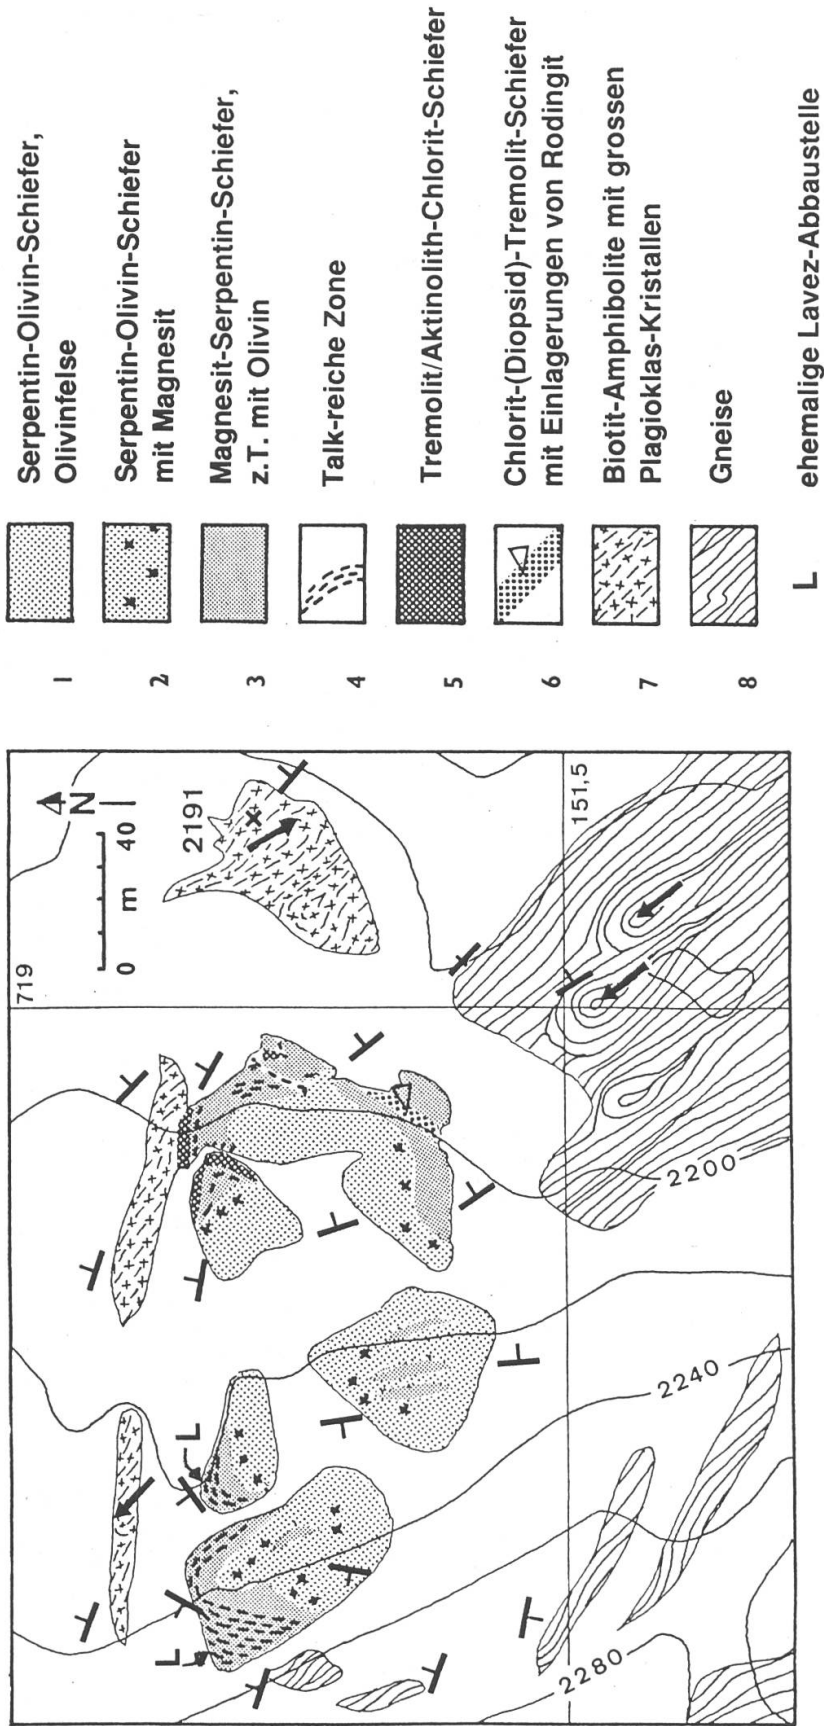 719
0 m 40
N
2191
151,5
L
L
2200
2240
2280
1 Serpentin-Olivin-Schiefer,
Olivinfelse
2 Serpentin-Olivin-Schiefer
mit Magnesit
3 Magnesit-Serpentin-Schiefer,
z.T. mit Olivin
4 Talk-reiche Zone
5 Tremolit/Aktinolith-Chlorit-Schiefer
6 Chlorit-(Diopsid)-Tremolit-Schiefer
mit Einlagerungen von Rodingit
7 Biotit-Amphibolite mit grossen
Plagioklas-Kristallen
8 Gneise
L ehemalige Lavez-Abbaustelle